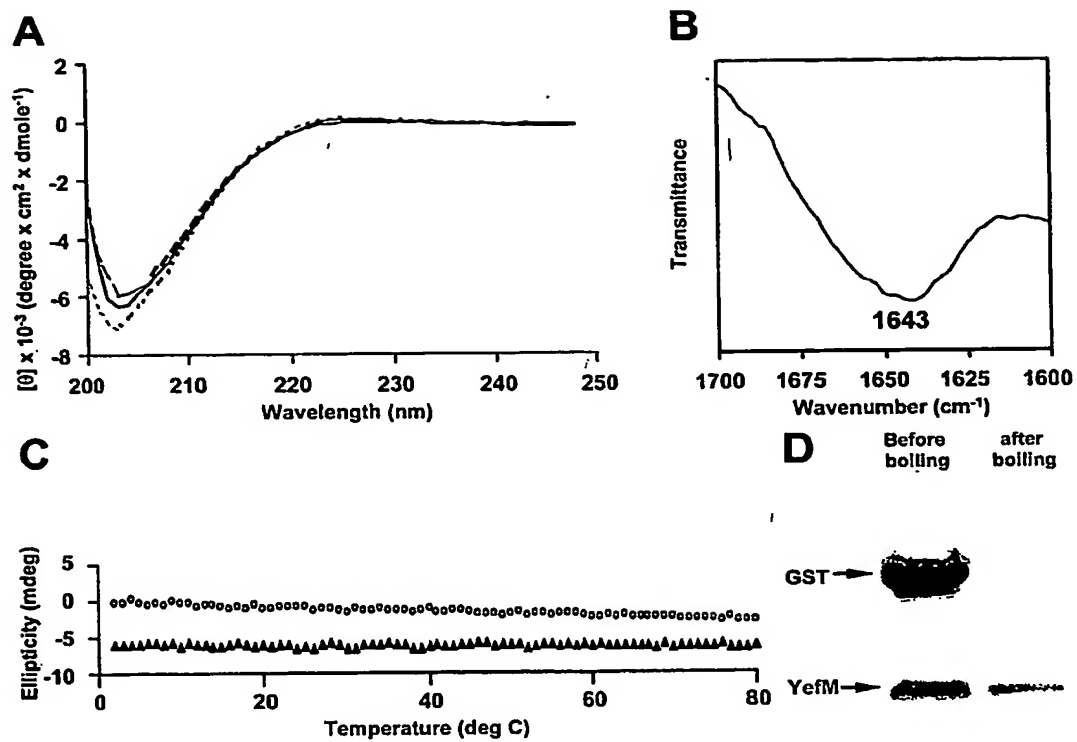 A
2
0
-2
-4
-6
-8
[θ] x 10⁻³ (degree x cm² x dmole⁻¹)
200 210 220 230 240 250
Wavelength (nm)
B
Transmittance
1643
1700 1675 1650 1625 1600
Wavenumber (cm⁻¹)
C
5
0
-5
-10
Ellipticity (mdeg)
0 20 40 60 80
Temperature (deg C)
D
Before after
boiling boiling
GST
YefM